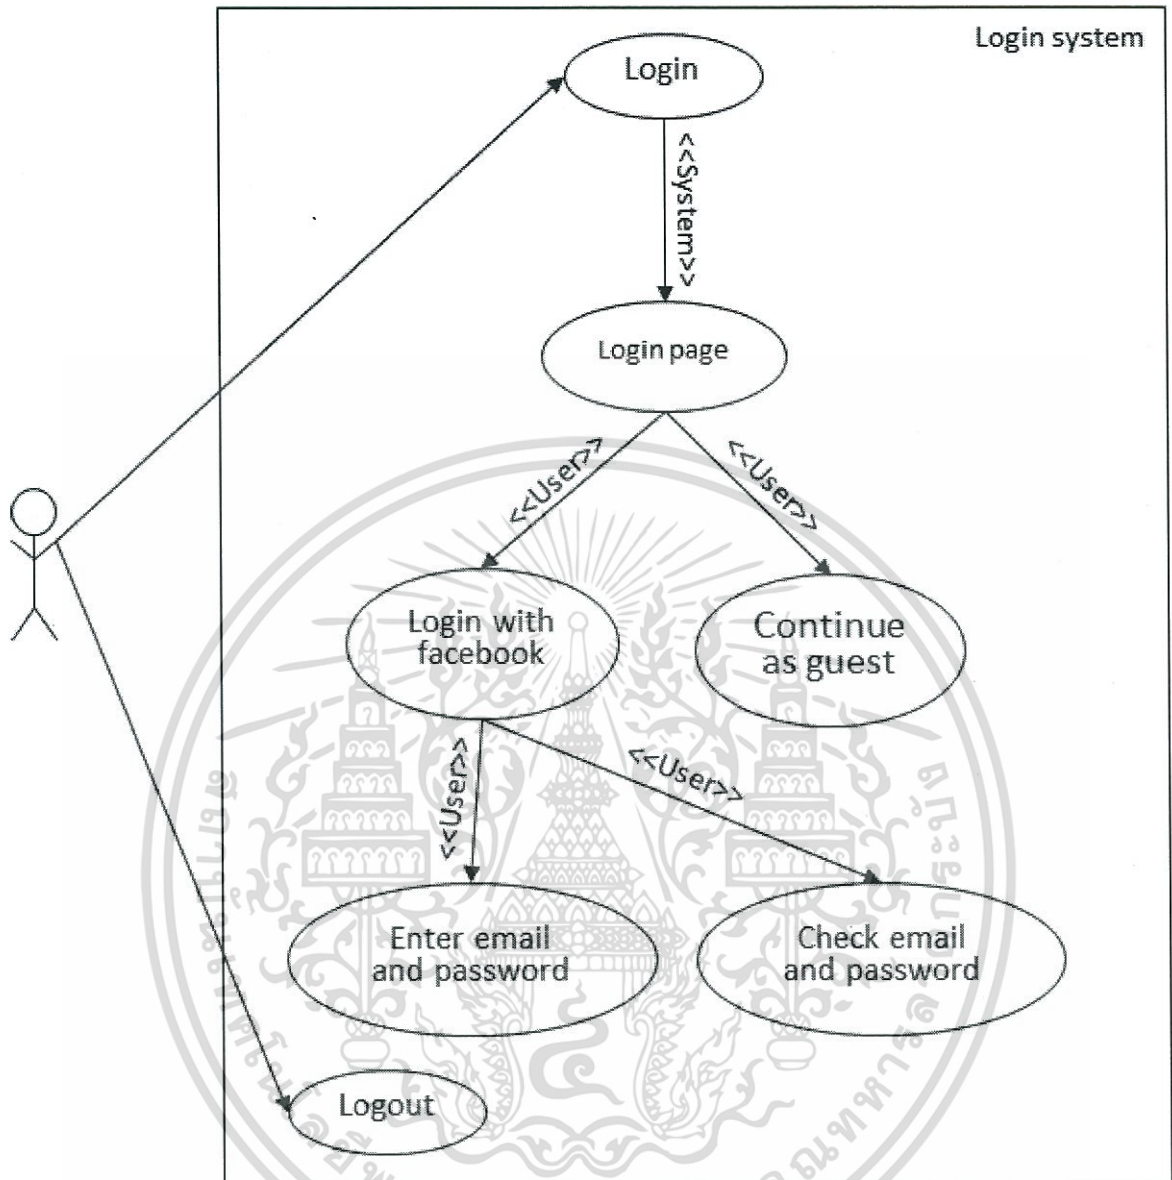 Login system
Login
<<System>>
Login page
<<User>>
<<User>>
Login with
facebook
Continue
as guest
<<User>>
<<User>>
Enter email
and password
Check email
and password
Logout